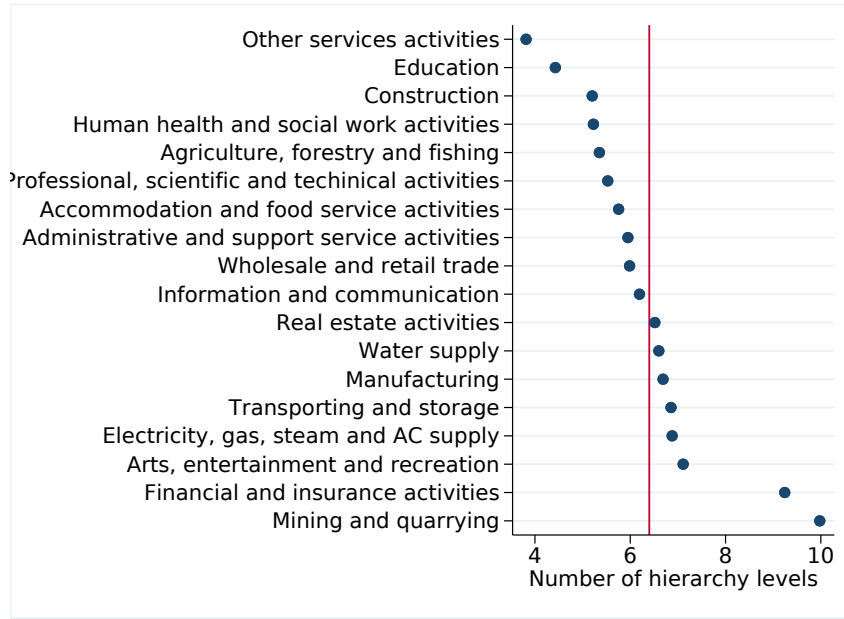 Other services activities
Education
Construction
Human health and social work activities
Agriculture, forestry and fishing
Professional, scientific and techinical activities
Accommodation and food service activities
Administrative and support service activities
Wholesale and retail trade
Information and communication
Real estate activities
Water supply
Manufacturing
Transporting and storage
Electricity, gas, steam and AC supply
Arts, entertainment and recreation
Financial and insurance activities
Mining and quarrying
4 6 8 10
Number of hierarchy levels